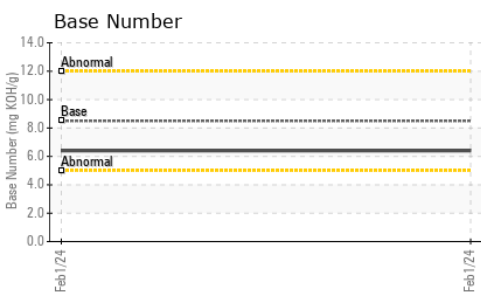 Base Number
14.0
Abnormal
12.0
10.0
Base
8.0
6.0
Abnormal
4.0
2.0
0.0
Base Number (mg KOH/g)
Feb1/24
Feb1/24